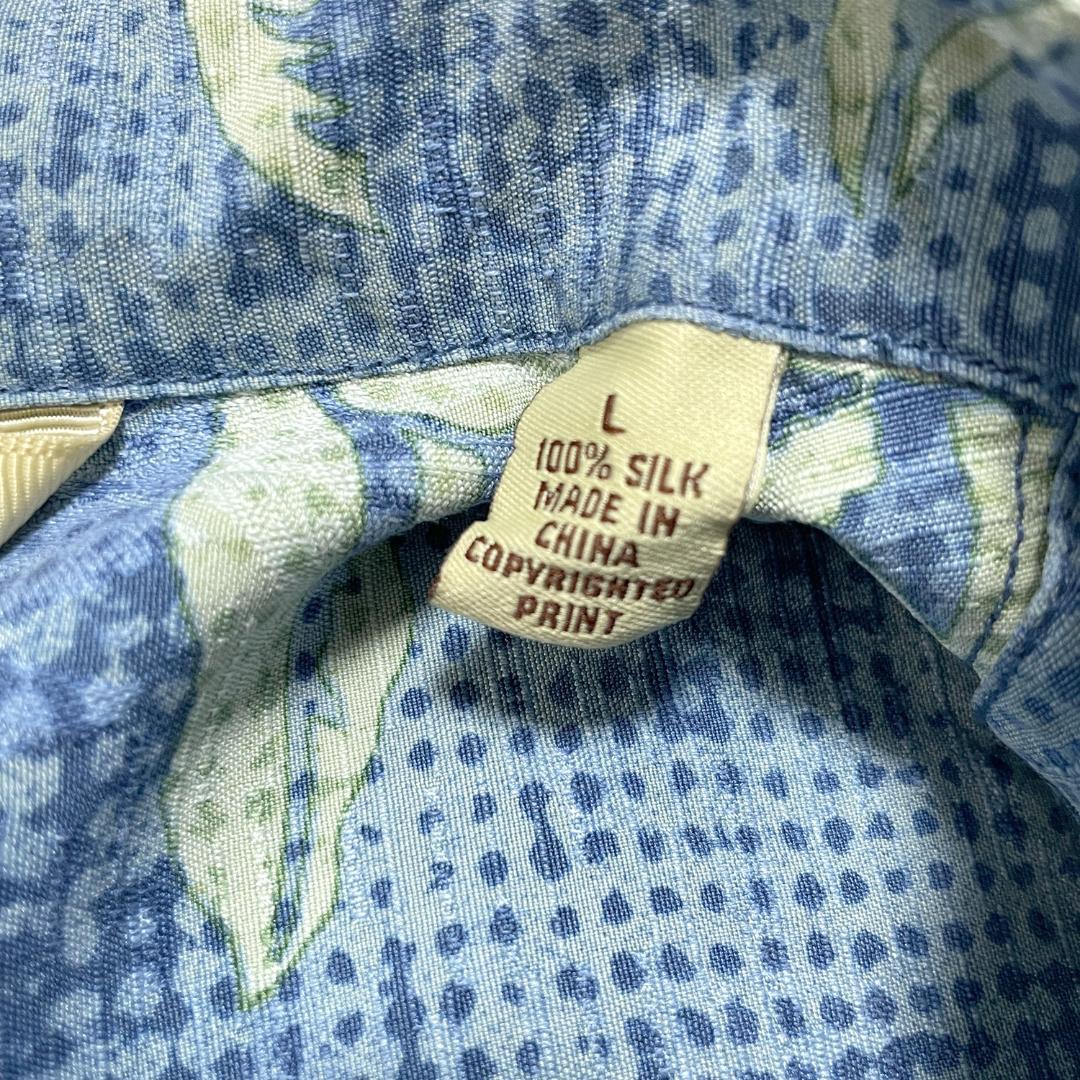 L
100% SILK
MADE IN
CHINA
COPYRIGHTED
PRINT